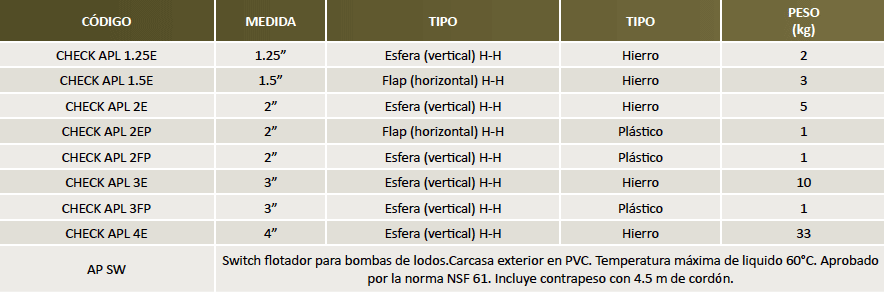 CÓDIGO MEDIDA TIPO TIPO PESO (kg)
CHECK APL 1.25E 1.25” Esfera (vertical) H-H Hierro 2
CHECK APL 1.5E 1.5” Flap (horizontal) H-H Hierro 3
CHECK APL 2E 2” Esfera (vertical) H-H Hierro 5
CHECK APL 2EP 2” Flap (horizontal) H-H Plástico 1
CHECK APL 2FP 2” Esfera (vertical) H-H Plástico 1
CHECK APL 3E 3” Esfera (vertical) H-H Hierro 10
CHECK APL 3FP 3” Esfera (vertical) H-H Plástico 1
CHECK APL 4E 4” Esfera (vertical) H-H Hierro 33
AP SW Switch flotador para bombas de lodos.Carcasa exterior en PVC. Temperatura máxima de liquido 60°C. Aprobado
por la norma NSF 61. Incluye contrapeso con 4.5 m de cordón.